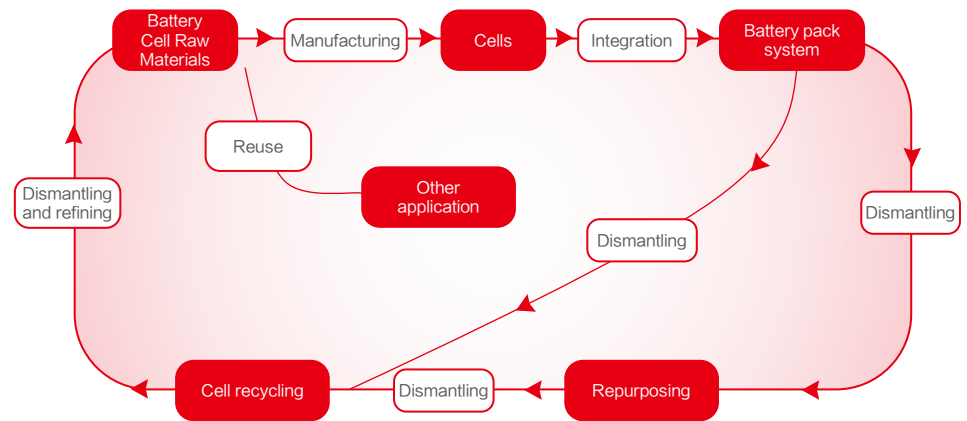 Battery
Cell Raw
Materials
Manufacturing
Cells
Integration
Battery pack
system
Reuse
Other
application
Dismantling
and refining
Dismantling
Dismantling
Cell recycling
Dismantling
Repurposing